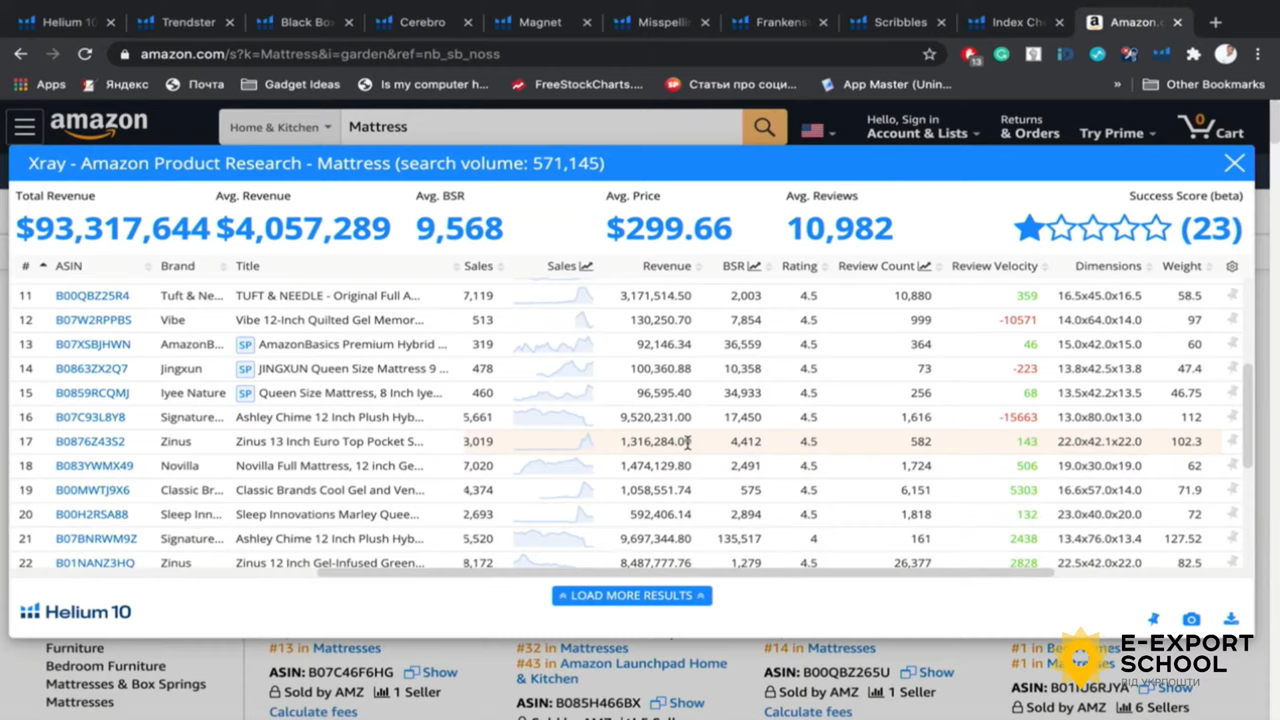 Helium 10
Trendster
Black Bo
Cerebro
Magnet
Misspell
Franken
Scribbles
Index Ch
Amazon.
amazon.com/s?k=Mattress&i=garden&ref=nb_sb_noss
13
Apps
Яндекс
Почта
Gadget Ideas
Is my computer h...
FreeStockCharts....
Статьи про соци...
App Master (Unin...
»
Other Bookmarks
amazon
Home & Kitchen
Mattress
Hello, Sign in
Account & Lists
Returns
& Orders
Try Prime
0
Cart
Xray - Amazon Product Research - Mattress (search volume: 571,145)
Total Revenue Avg. Revenue Avg. BSR Avg. Price Avg. Reviews Success Score (beta)
$93,317,644 $4,057,289 9,568 $299.66 10,982 (23)
# ASIN Brand Title Sales Sales Revenue BSR Rating Review Count Review Velocity Dimensions Weight
11 B00QBZ25R4 Tuft & Ne... TUFT & NEEDLE - Original Full A... 7,119 3,171,514.50 2,003 4.5 10,880 359 16.5x45.0x16.5 58.5
12 B07W2RPPBS Vibe Vibe 12-Inch Quilted Gel Memor... 513 130,250.70 7,854 4.5 999 -10571 14.0x64.0x14.0 97
13 B07XSBJHWN AmazonB... SP AmazonBasics Premium Hybrid ... 319 92,146.34 36,559 4.5 364 46 15.0x42.0x15.0 60
14 B0863ZX2Q7 Jingxun SP JINGXUN Queen Size Mattress 9 ... 478 100,360.88 10,358 4.5 73 -223 13.8x42.5x13.8 47.4
15 B0859RCQMJ Iyee Nature SP Queen Size Mattress, 8 Inch Iye... 460 96,595.40 34,933 4.5 256 68 13.5x42.0x13.5 46.75
16 B07C93L8Y8 Signature... Ashley Chime 12 Inch Plush Hyb... 5,661 9,520,231.00 17,450 4.5 1,616 -15663 13.0x80.0x13.0 112
17 B0876Z43S2 Zinus Zinus 13 Inch Euro Top Pocket S... 3,019 1,316,284.0 4,412 4.5 582 143 22.0x42.1x22.0 102.3
18 B083YWMX49 Novilla Novilla Full Mattress, 12 inch Ge... 7,020 1,474,129.80 2,491 4.5 1,724 506 19.0x30.0x19.0 62
19 B00MWTJ9X6 Classic Br... Classic Brands Cool Gel and Ven... 4,374 1,058,551.74 575 4.5 6,151 5303 16.6x57.0x14.0 71.9
20 B00H2RSA88 Sleep Inn... Sleep Innovations Marley Quee... 2,693 592,406.14 2,894 4.5 1,818 132 23.0x40.0x20.0 72
21 B07BNRWM9Z Signature... Ashley Chime 12 Inch Plush Hyb... 5,520 9,697,344.80 135,517 4 161 2438 13.4x76.0x13.4 127.52
22 B01NANZ3HQ Zinus Zinus 12 Inch Gel-Infused Green... 8,172 8,487,777.76 1,279 4.5 26,377 2828 22.5x42.0x22.5 82.5
LOAD MORE RESULTS
Helium 10
Furniture
Bedroom Furniture
Mattresses & Box Springs
Mattresses
#13 in Mattresses
ASIN: B07C46F6HG Show
Sold by AMZ 1 Seller
Calculate fees
#32 in Mattresses
#43 in Amazon Launchpad Home
& Kitchen
ASIN: B085H466BX Show
#14 in Mattresses
ASIN: B00QBZ265U Show
Sold by AMZ 1 Seller
Calculate fees
#1 in
#1 in
ASIN: Show
Sold by AMZ 6 Sellers
E-EXPORT
SCHOOL
ВІД УКРПОШТИ